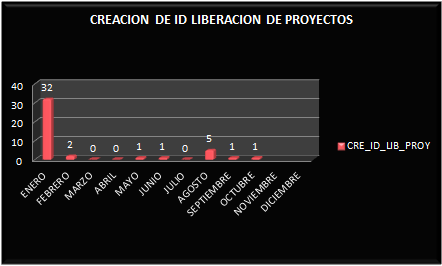 CREACION DE ID LIBERACION DE PROYECTOS
40
30
20
10
0
32
2
0
0
1
1
0
5
1
1
ENERO
FEBRERO
MARZO
ABRIL
MAYO
JUNIO
JULIO
AGOSTO
SEPTIEMBRE
OCTUBRE
NOVIEMBRE
DICIEMBRE
CRE_ID_LIB_PROY